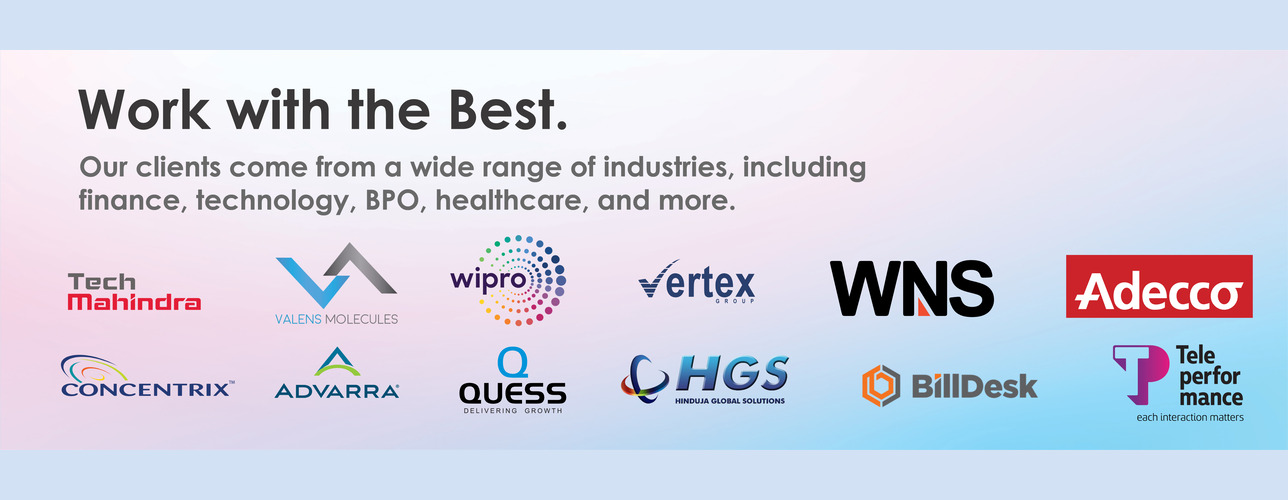 Work with the Best.
Our clients come from a wide range of industries, including
finance, technology, BPO, healthcare, and more.
Tech
Mahindra
VALENS MOLECULES
wipro
Vertex
GROUP
WNS
Adecco
CONCENTRIX™
ADVARRA®
Q
QUESS
DELIVERING GROWTH
HGS
HINDUJA GLOBAL SOLUTIONS
BillDesk
TP
Tele
perfor
mance
each interaction matters